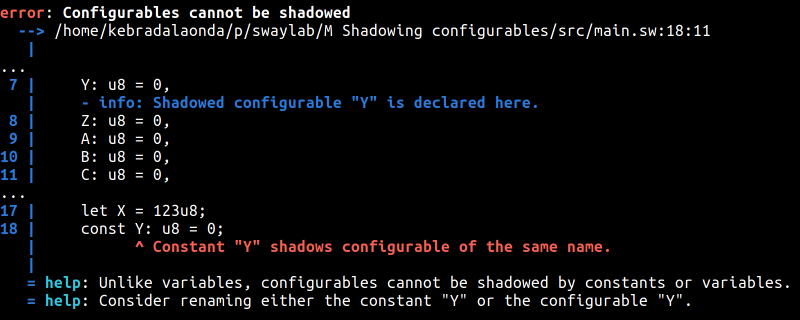 error: Configurables cannot be shadowed
  --> /home/kebradalaonda/p/swaylab/M Shadowing configurables/src/main.sw:18:11
   |
...
 7 |     Y: u8 = 0,
   |     - info: Shadowed configurable "Y" is declared here.
 8 |     Z: u8 = 0,
 9 |     A: u8 = 0,
10 |     B: u8 = 0,
11 |     C: u8 = 0,
...
17 |     let X = 123u8;
18 |     const Y: u8 = 0;
   |           ^ Constant "Y" shadows configurable of the same name.
   |
   = help: Unlike variables, configurables cannot be shadowed by constants or variables.
   = help: Consider renaming either the constant "Y" or the configurable "Y".